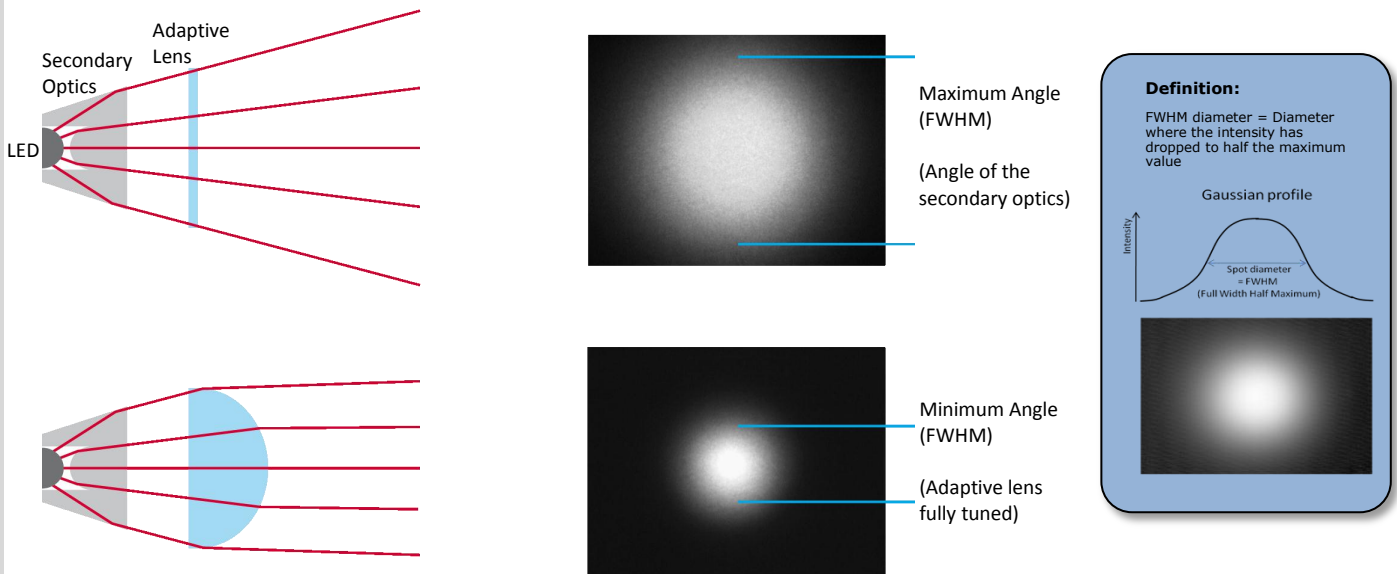 Adaptive
Lens
Secondary
Optics
LED
Maximum Angle
(FWHM)
(Angle of the
secondary optics)
Minimum Angle
(FWHM)
(Adaptive lens
fully tuned)
Definition:
FWHM diameter = Diameter
where the intensity has
dropped to half the maximum
value
Gaussian profile
Intensity
Spot diameter
= FWHM
(Full Width Half Maximum)